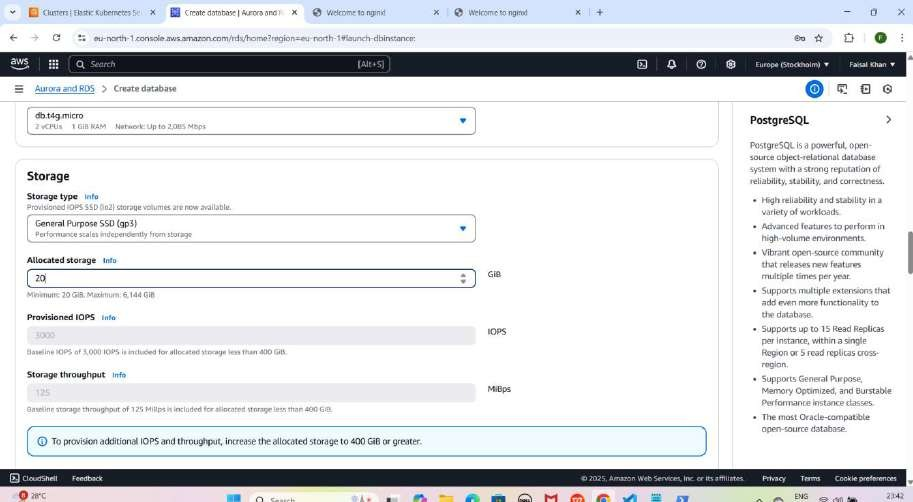 Clusters | Elastic Kubernetes Se
Create database | Aurora and R
Welcome to nginx!
Welcome to nginx!
eu-north-1.console.aws.amazon.com/rds/home?region=eu-north-1#launch-dbinstance:
F
aws
Search
[Alt+S]
Europe (Stockholm)
Faisal Khan
Aurora and RDS > Create database
db.t4g.micro
2 vCPUs 1 GiB RAM Network: Up to 2,085 Mbps
Storage
Storage type Info
Provisioned IOPS SSD (io2) storage volumes are now available.
General Purpose SSD (gp3)
Performance scales independently from storage
Allocated storage Info
20
GiB
Minimum: 20 GiB. Maximum: 6,144 GiB
Provisioned IOPS Info
3000
IOPS
Baseline IOPS of 3,000 IOPS is included for allocated storage less than 400 GiB.
Storage throughput Info
125
MiBps
Baseline storage throughput of 125 MiBps is included for allocated storage less than 400 GiB.
To provision additional IOPS and throughput, increase the allocated storage to 400 GiB or greater.
PostgreSQL
PostgreSQL is a powerful, open-
source object-relational database
system with a strong reputation of
reliability, stability, and correctness.
• High reliability and stability in a
variety of workloads.
• Advanced features to perform in
high-volume environments.
• Vibrant open-source community
that releases new features
multiple times per year.
• Supports multiple extensions that
add even more functionality to
the database.
• Supports up to 15 Read Replicas
per instance, within a single
Region or 5 read replicas cross-
region.
• Supports General Purpose,
Memory Optimized, and Burstable
Performance instance classes.
• The most Oracle-compatible
open-source database.
CloudShell Feedback
© 2025, Amazon Web Services, Inc. or its affiliates. Privacy Terms Cookie preferences
8
28°C
Search
ENG
23:42